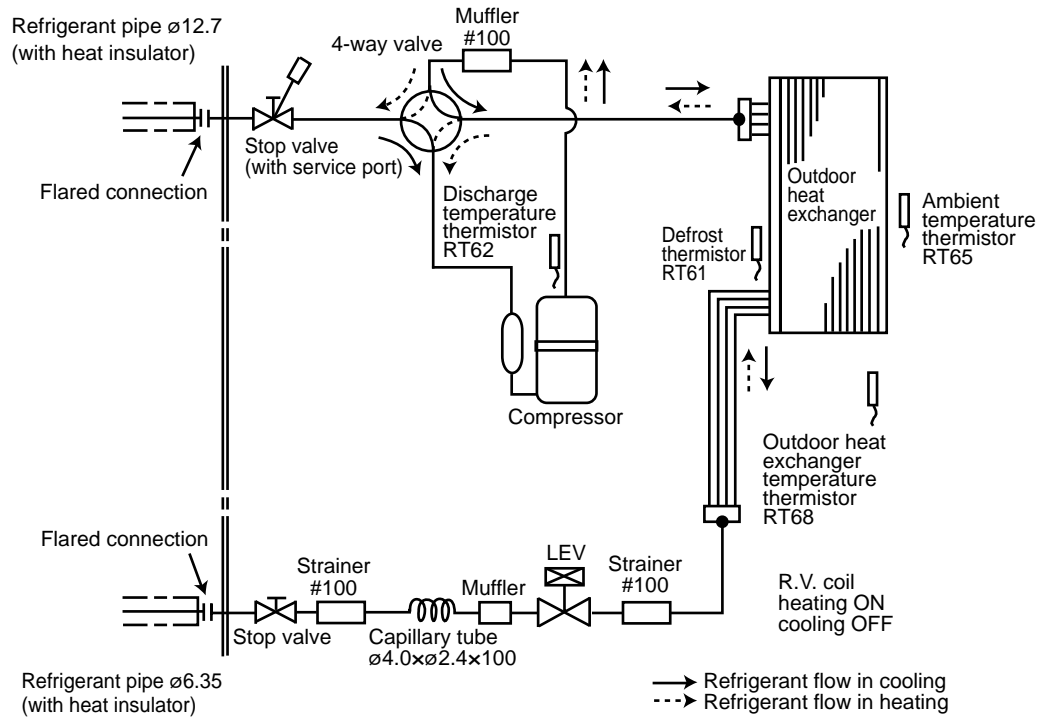 Refrigerant pipe ø12.7
(with heat insulator)
4-way valve
Muffler
#100
Stop valve
(with service port)
Flared connection
Discharge
temperature
thermistor
RT62
Outdoor
heat
exchanger
Ambient
temperature
thermistor
RT65
Defrost
thermistor
RT61
Compressor
Outdoor heat
exchanger
temperature
thermistor
RT68
Flared connection
Strainer
#100
Muffler
LEV
Strainer
#100
Stop valve
Capillary tube
ø4.0×ø2.4×100
R.V. coil
heating ON
cooling OFF
Refrigerant pipe ø6.35
(with heat insulator)
Refrigerant flow in cooling
Refrigerant flow in heating